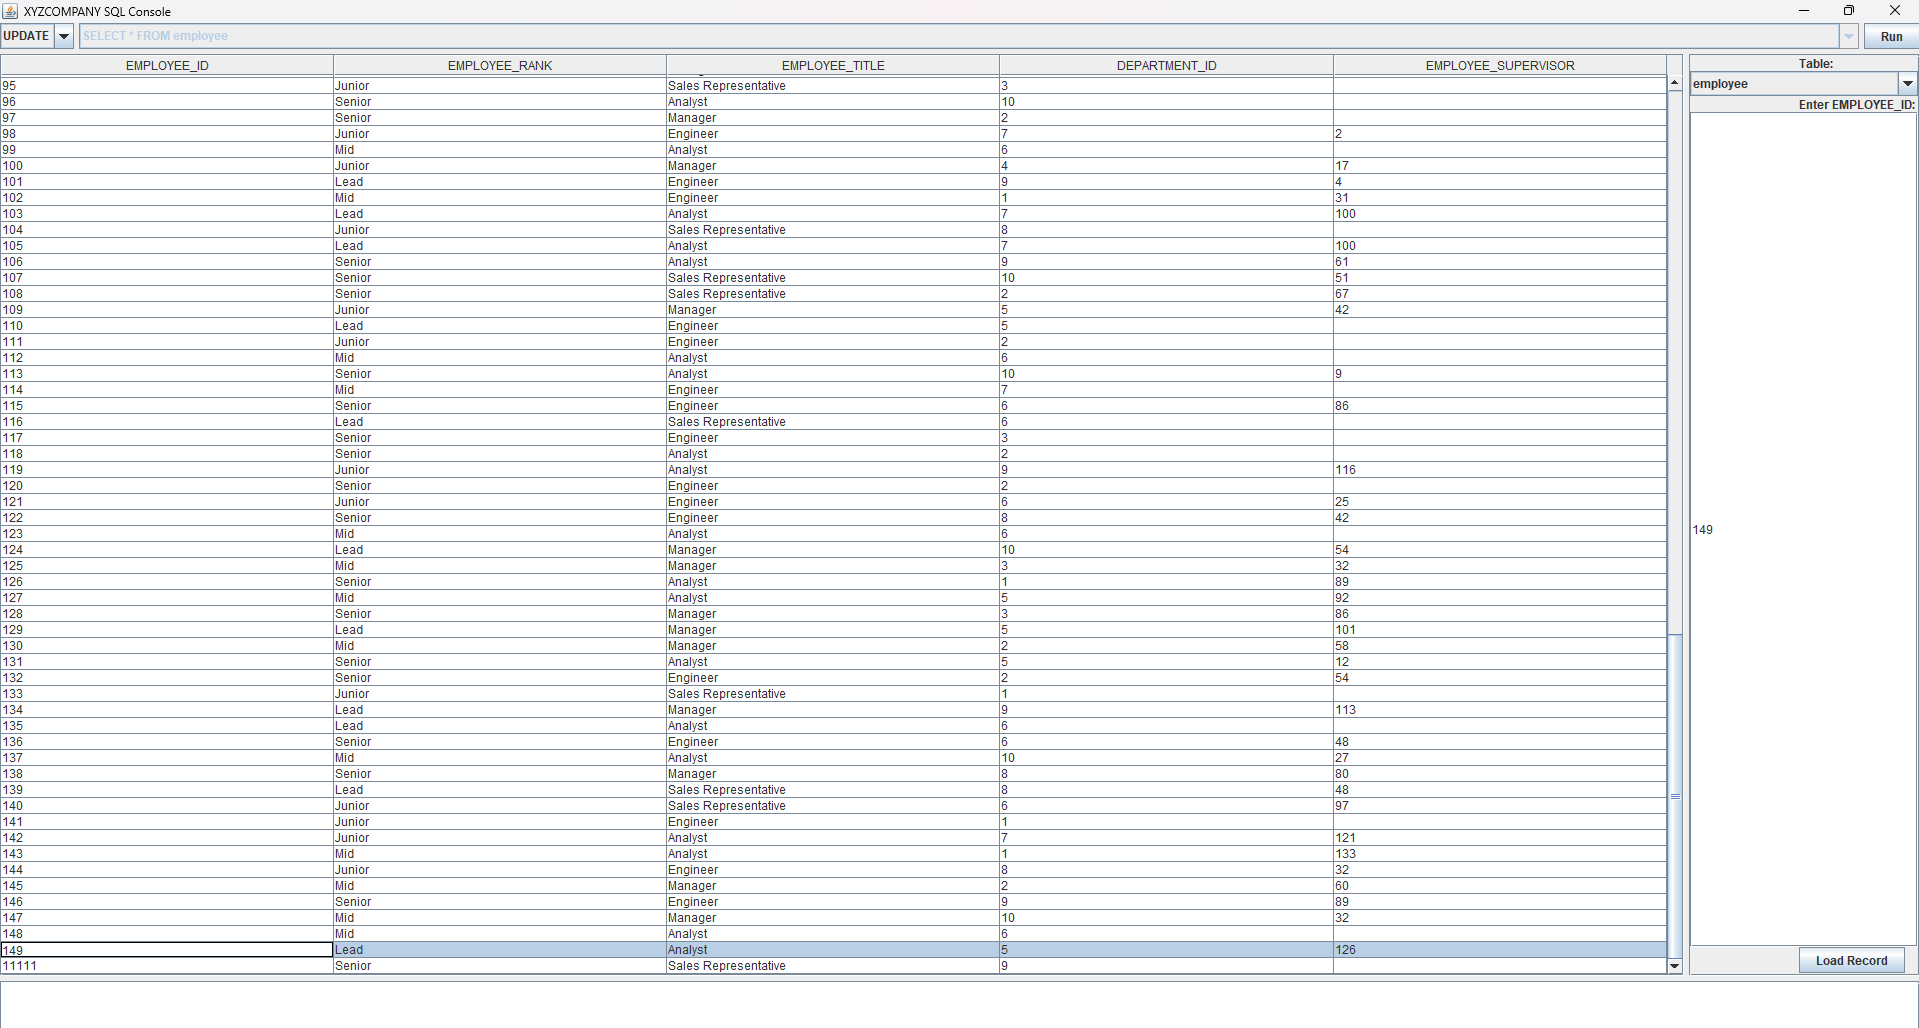 XYZCOMPANY SQL Console
UPDATE SELECT * FROM employee Run
EMPLOYEE_ID EMPLOYEE_RANK EMPLOYEE_TITLE DEPARTMENT_ID EMPLOYEE_SUPERVISOR
95 Junior Sales Representative 3
96 Senior Analyst 10
97 Senior Manager 2
98 Junior Engineer 7 2
99 Mid Analyst 6
100 Junior Manager 4 17
101 Lead Engineer 9 4
102 Mid Engineer 1 31
103 Lead Analyst 7 100
104 Junior Sales Representative 8
105 Lead Analyst 7 100
106 Senior Analyst 9 61
107 Senior Sales Representative 10 51
108 Senior Sales Representative 2 67
109 Junior Manager 5 42
110 Lead Engineer 5
111 Junior Engineer 2
112 Mid Analyst 6
113 Senior Analyst 10 9
114 Mid Engineer 7
115 Senior Engineer 6 86
116 Lead Sales Representative 6
117 Senior Engineer 3
118 Senior Analyst 2
119 Junior Analyst 9 116
120 Senior Engineer 2
121 Junior Engineer 6 25
122 Senior Engineer 8 42
123 Mid Analyst 6
124 Lead Manager 10 54
125 Mid Manager 3 32
126 Senior Analyst 1 89
127 Mid Analyst 5 92
128 Senior Manager 3 86
129 Lead Manager 5 101
130 Mid Manager 2 58
131 Senior Analyst 5 12
132 Senior Engineer 2 54
133 Junior Sales Representative 1
134 Lead Manager 9 113
135 Lead Analyst 6
136 Senior Engineer 6 48
137 Mid Analyst 10 27
138 Senior Manager 8 80
139 Lead Sales Representative 8 48
140 Junior Sales Representative 6 97
141 Junior Engineer 1
142 Junior Analyst 7 121
143 Mid Analyst 1 133
144 Junior Engineer 8 32
145 Mid Manager 2 60
146 Senior Engineer 9 89
147 Mid Manager 10 32
148 Mid Analyst 6
149 Lead Analyst 5 126
11111 Senior Sales Representative 9
Table:
employee
Enter EMPLOYEE_ID:
149
Load Record